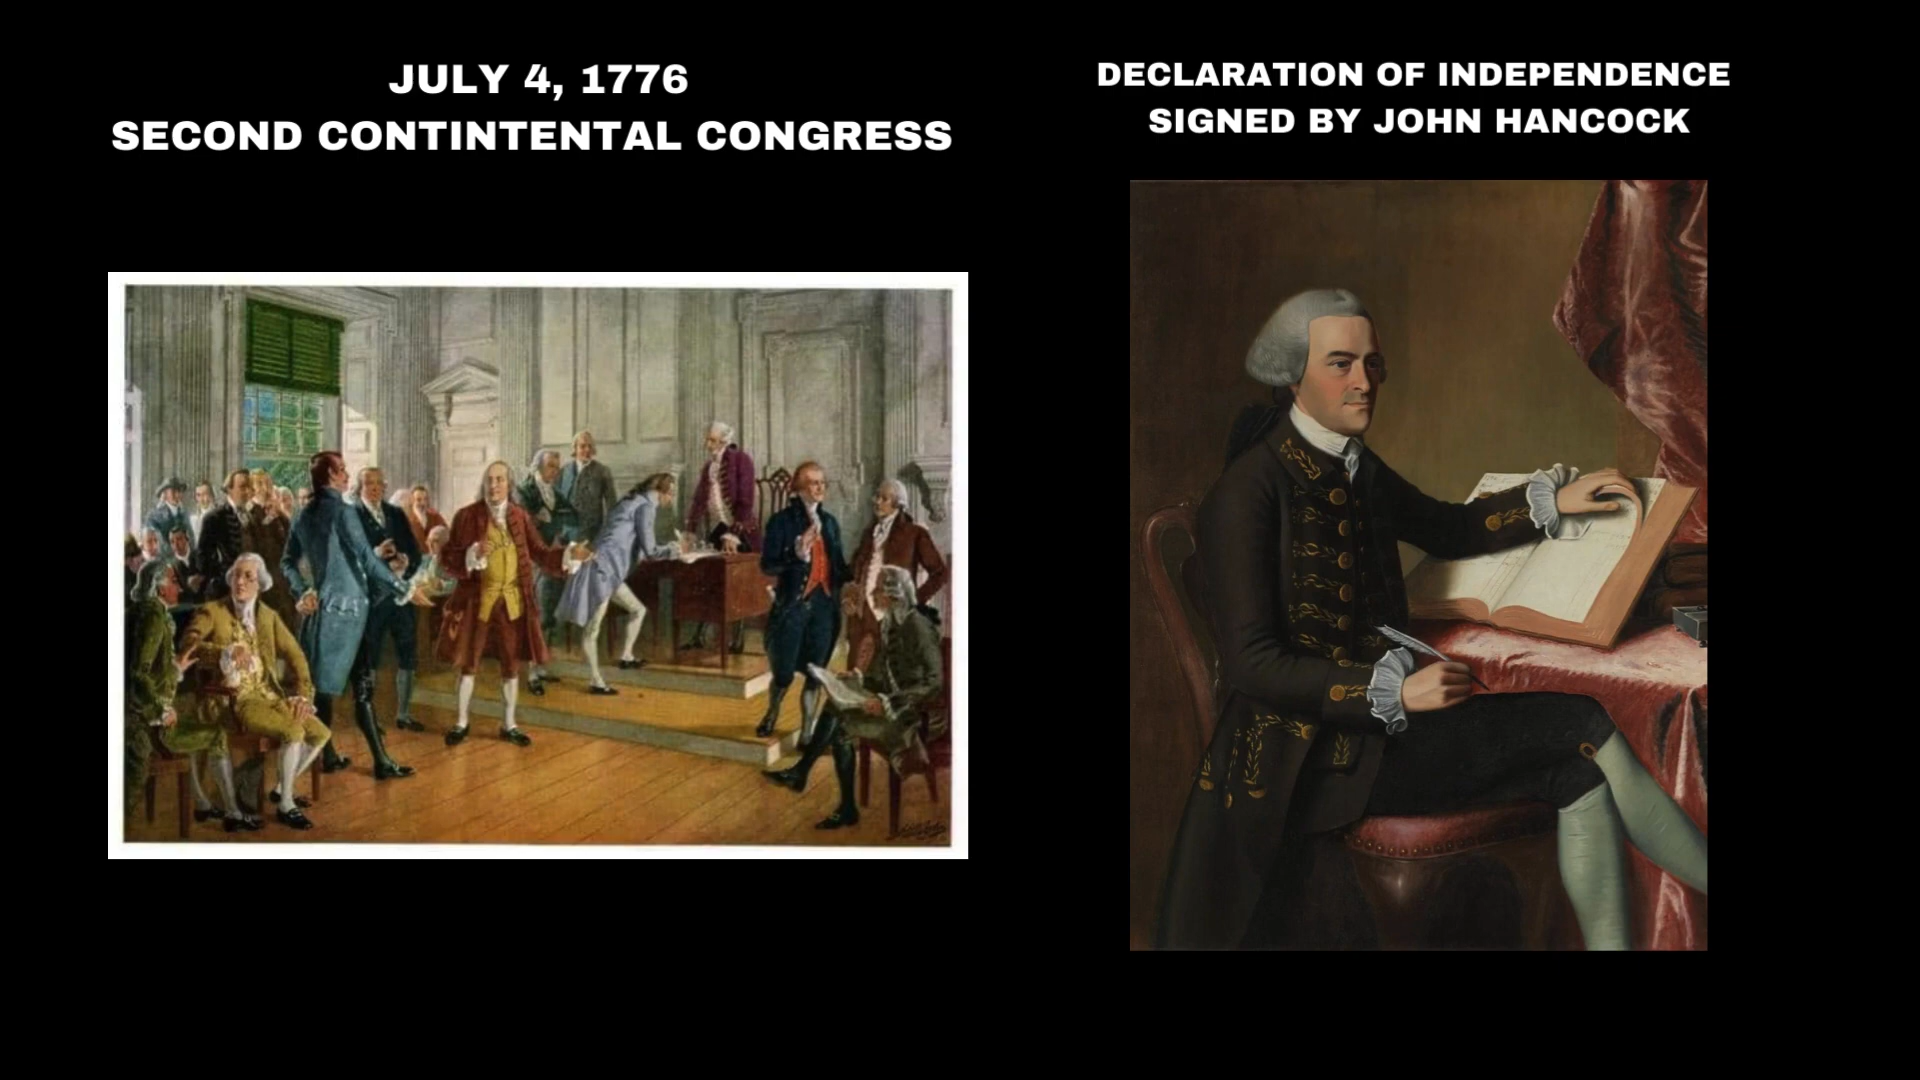 JULY 4, 1776
SECOND CONTINTENTAL CONGRESS
DECLARATION OF INDEPENDENCE
SIGNED BY JOHN HANCOCK